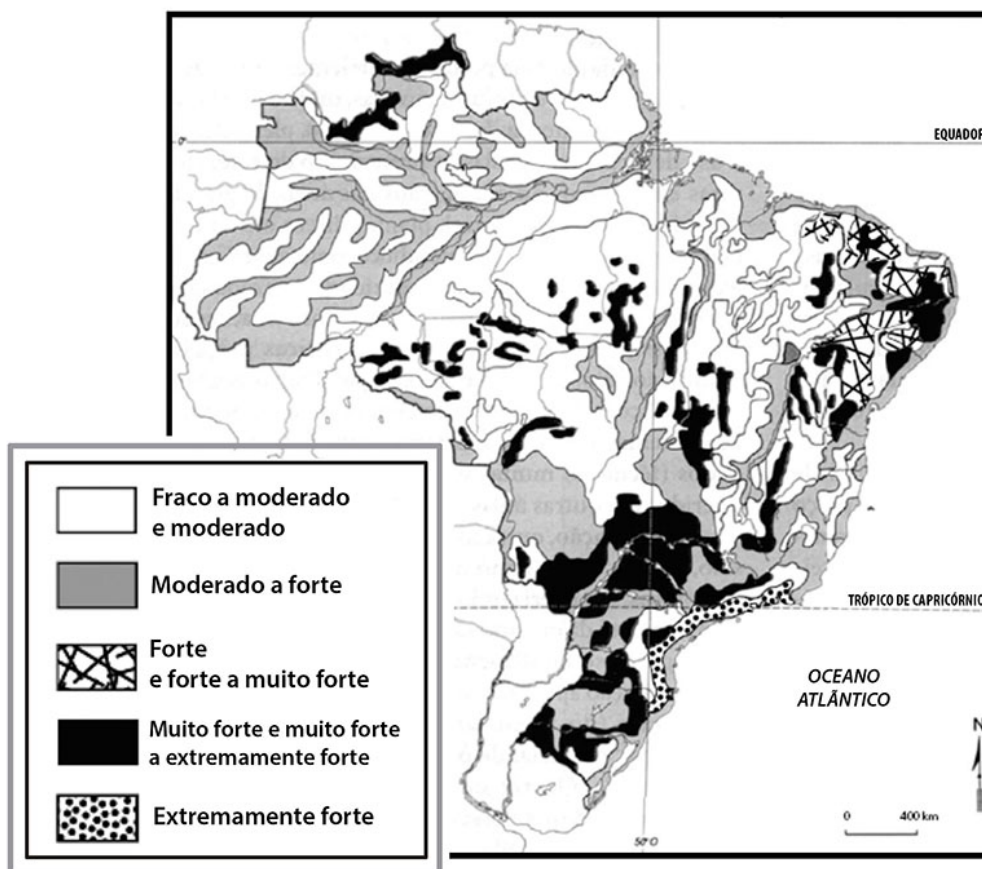 EQUADOR
0°
TRÓPICO DE CAPRICÓRNIO
OCEANO
ATLÂNTICO
N
0 400 km
50°O
Fraco a moderado
e moderado
Moderado a forte
Forte
e forte a muito forte
Muito forte e muito forte
a extremamente forte
Extremamente forte